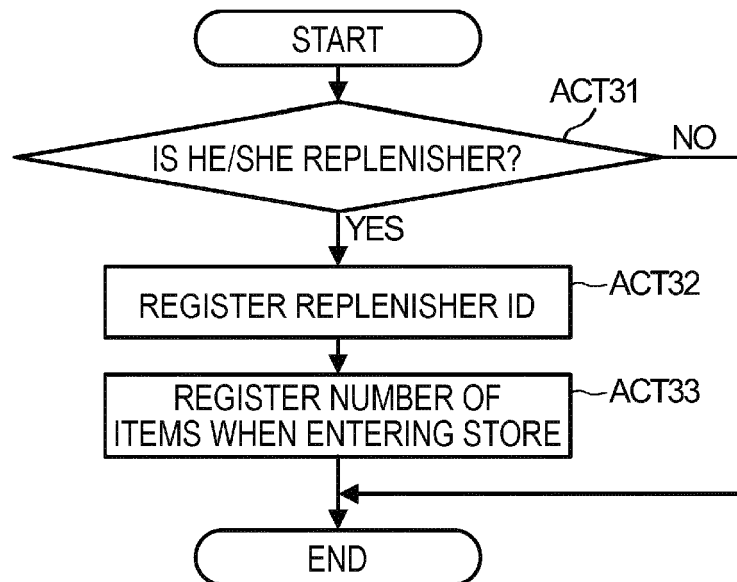 START
ACT31
IS HE/SHE REPLENISHER?
NO
YES
REGISTER REPLENISHER ID
ACT32
REGISTER NUMBER OF
ITEMS WHEN ENTERING STORE
ACT33
END